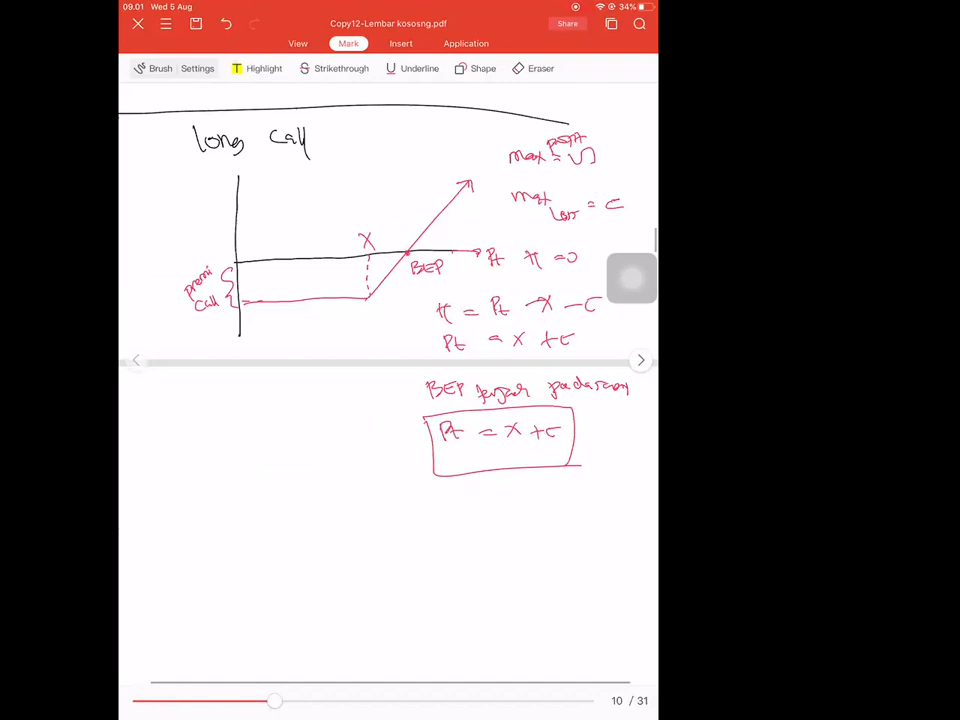 09.01 Wed 5 Aug
34%
Copy12-Lembar kososng.pdf
Share
View Mark Insert Application
Brush Settings Highlight Strikethrough Underline Shape Eraser
long call
max profit =
max loss = c
X
BEP
Pt π = 0
premi
call
π = Pt - X - C
Pt = X + C
BEP terjadi pada saat
Pt = X + C
10 / 31